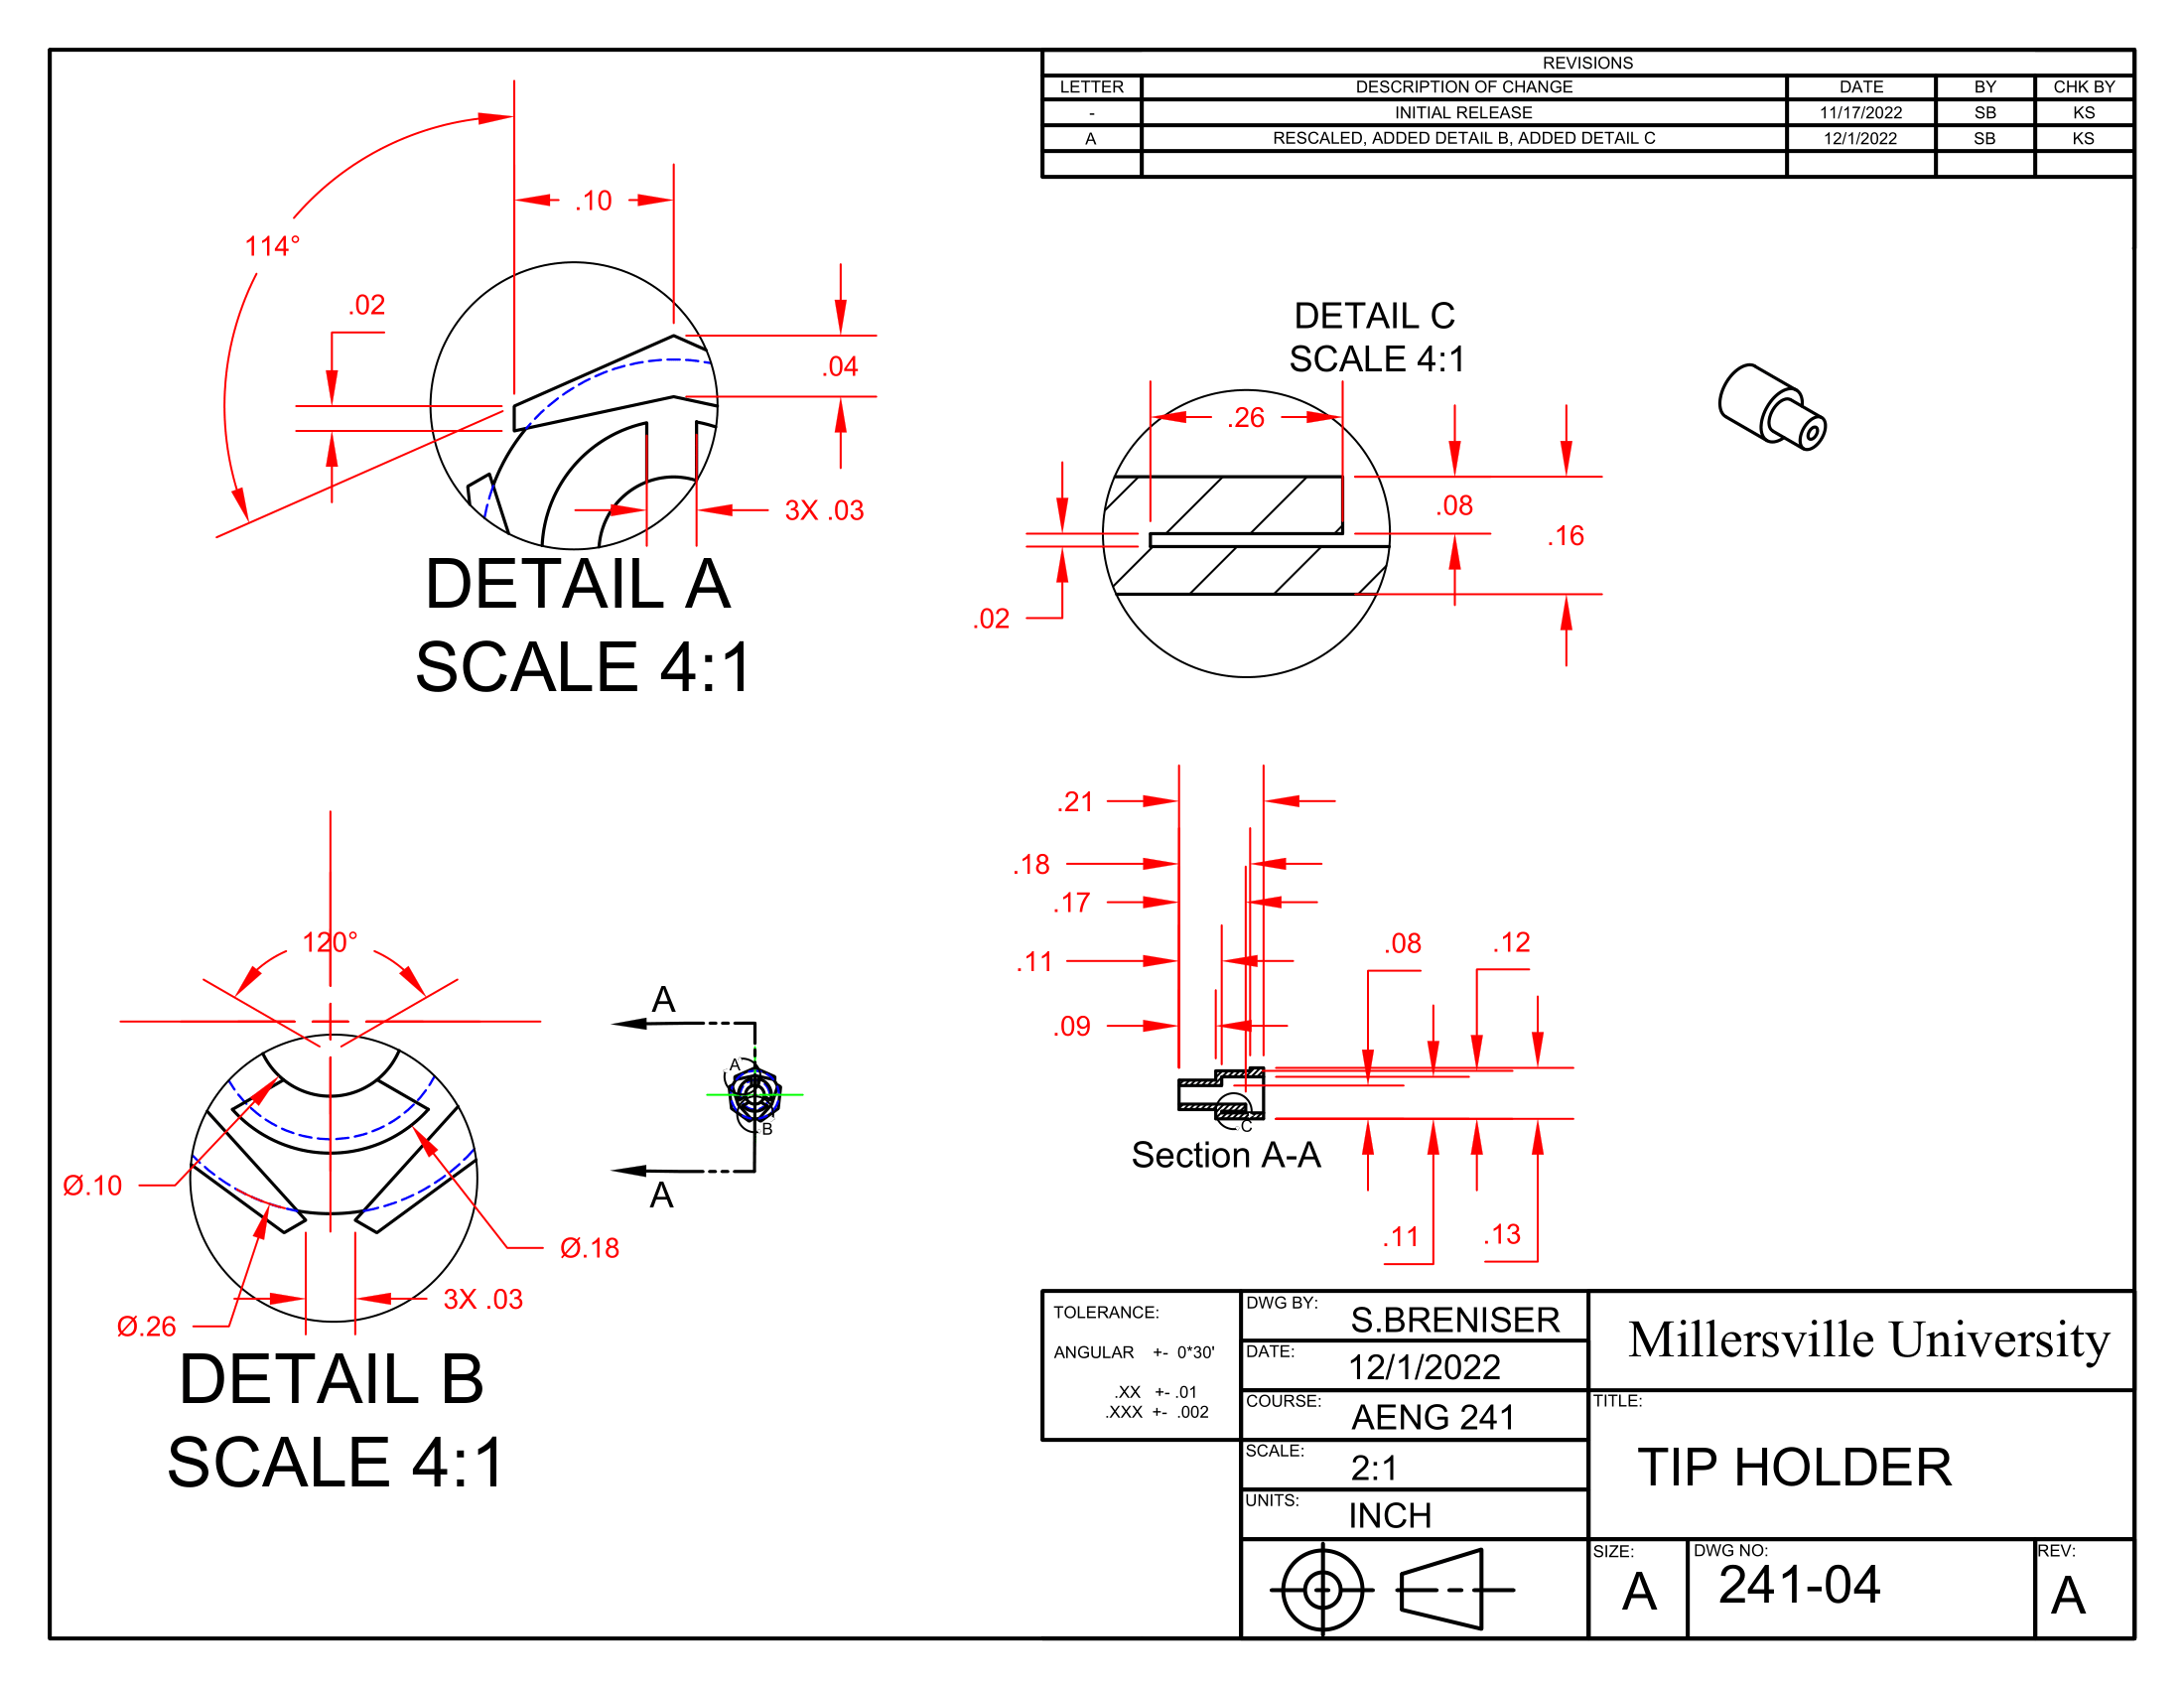 REVISIONS
LETTER DESCRIPTION OF CHANGE DATE BY CHK BY
- INITIAL RELEASE 11/17/2022 SB KS
A RESCALED, ADDED DETAIL B, ADDED DETAIL C 12/1/2022 SB KS
114°
.10
.02
.04
3X .03
DETAIL A
SCALE 4:1
DETAIL C
SCALE 4:1
.26
.08
.16
.02
120°
Ø.10
Ø.18
3X .03
Ø.26
DETAIL B
SCALE 4:1
A
A
B
A
.21
.18
.17
.11
.09
.08
.12
C
Section A-A
.11
.13
TOLERANCE:
ANGULAR +- 0*30'
.XX +- .01
.XXX +- .002
DWG BY: S.BRENISER
DATE: 12/1/2022
COURSE: AENG 241
SCALE: 2:1
UNITS: INCH
Millersville University
TITLE:
TIP HOLDER
SIZE: A
DWG NO: 241-04
REV: A